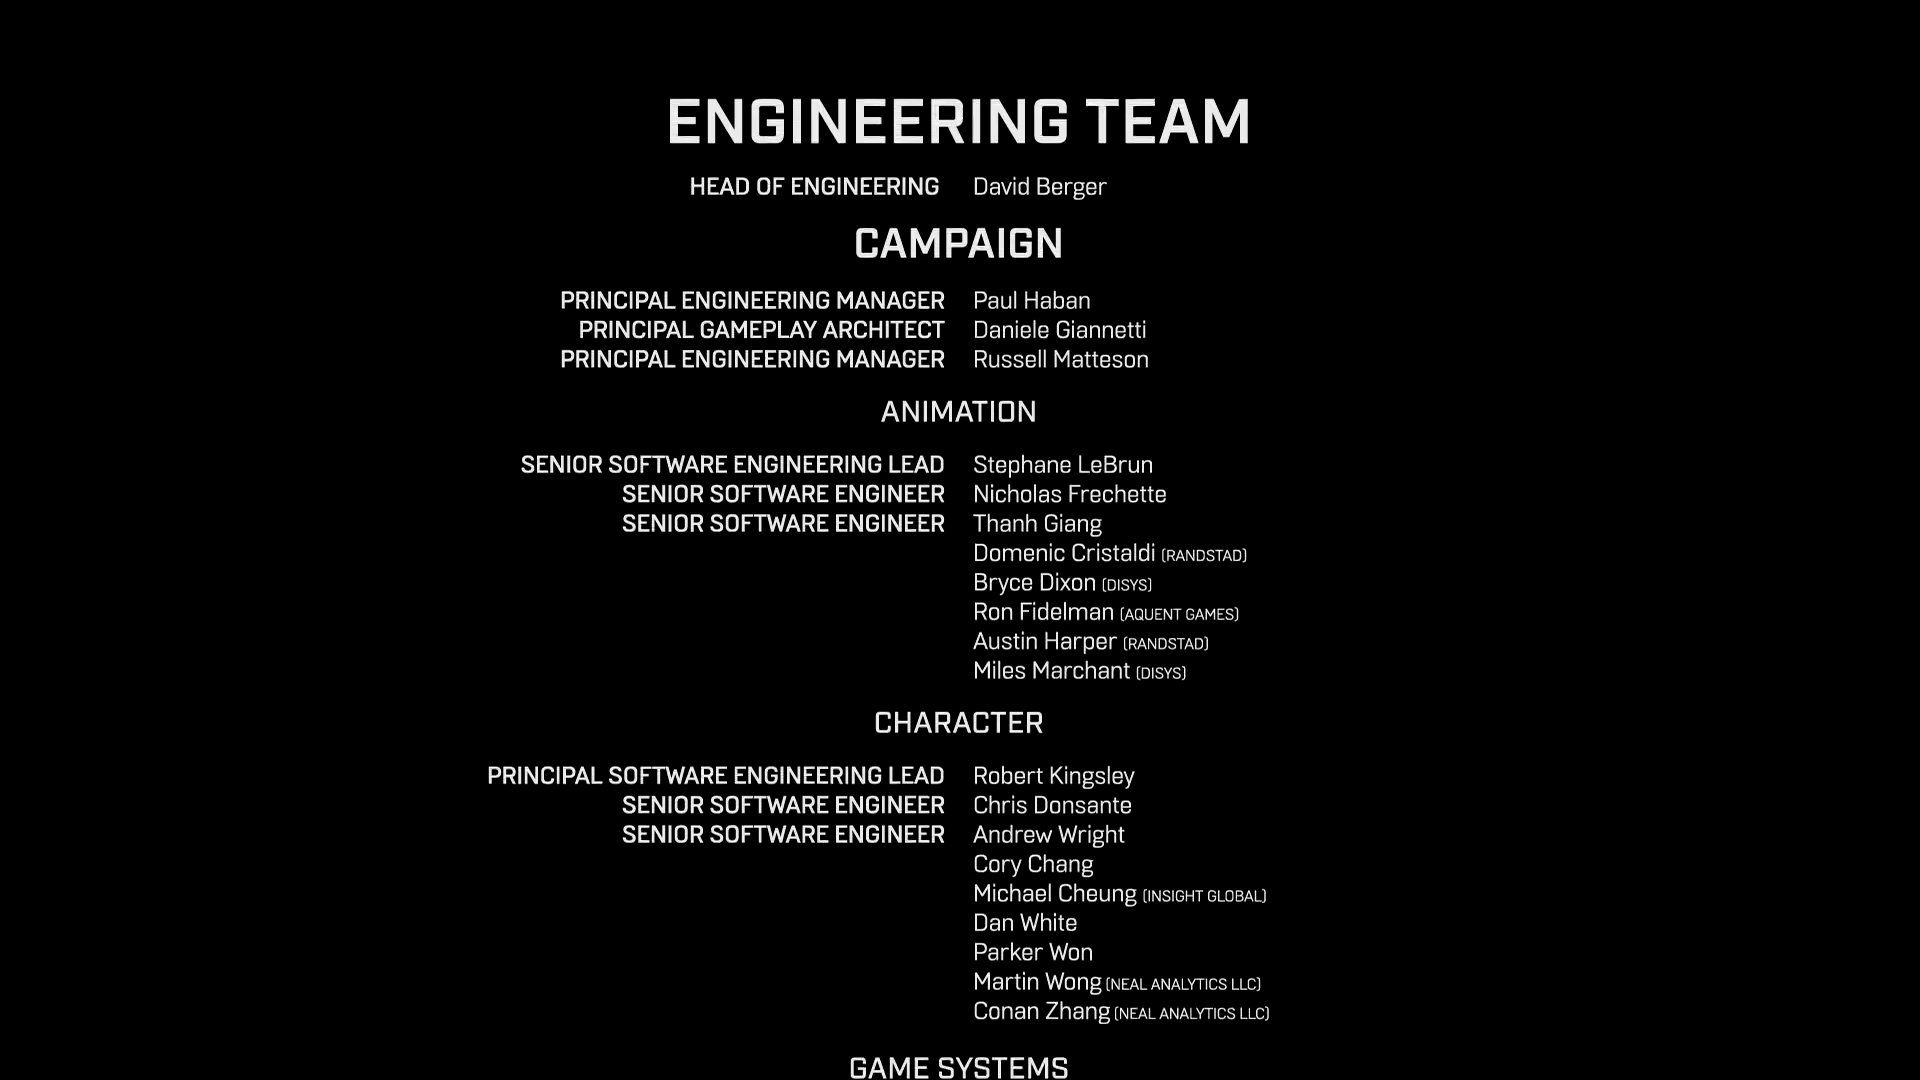 ENGINEERING TEAM
HEAD OF ENGINEERING David Berger
CAMPAIGN
PRINCIPAL ENGINEERING MANAGER Paul Haban
PRINCIPAL GAMEPLAY ARCHITECT Daniele Giannetti
PRINCIPAL ENGINEERING MANAGER Russell Matteson
ANIMATION
SENIOR SOFTWARE ENGINEERING LEAD Stephane LeBrun
SENIOR SOFTWARE ENGINEER Nicholas Frechette
SENIOR SOFTWARE ENGINEER Thanh Giang
Domenic Cristaldi (RANDSTAD)
Bryce Dixon (DISYS)
Ron Fidelman (AQUENT GAMES)
Austin Harper (RANDSTAD)
Miles Marchant (DISYS)
CHARACTER
PRINCIPAL SOFTWARE ENGINEERING LEAD Robert Kingsley
SENIOR SOFTWARE ENGINEER Chris Donsante
SENIOR SOFTWARE ENGINEER Andrew Wright
Cory Chang
Michael Cheung (INSIGHT GLOBAL)
Dan White
Parker Won
Martin Wong (NEAL ANALYTICS LLC)
Conan Zhang (NEAL ANALYTICS LLC)
GAME SYSTEMS